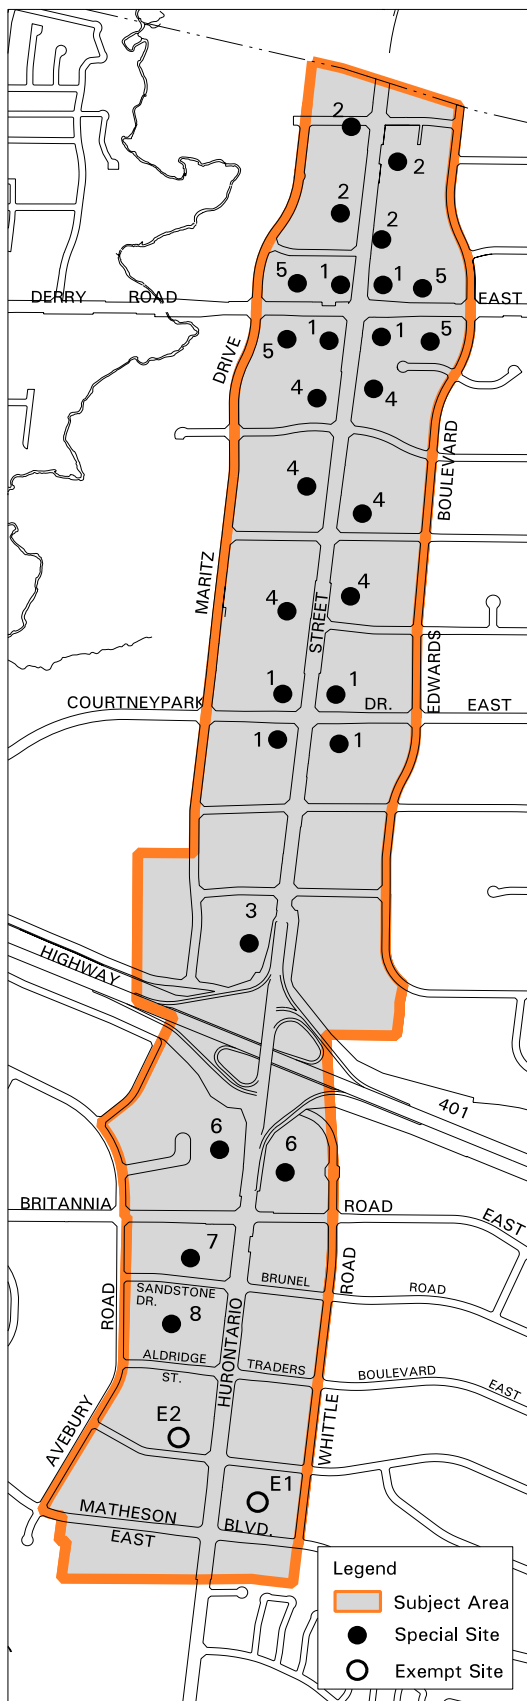 2
2
2
2
5
1
1
5
DERRY ROAD
EAST
5
1
1
5
DRIVE
4
4
BOULEVARD
4
4
MARITZ
STREET
4
4
EDWARDS
1
1
COURTNEYPARK
DR.
EAST
1
1
3
HIGHWAY
401
6
6
BRITANNIA
ROAD
EAST
7
ROAD
BRUNEL
ROAD
SANDSTONE
DR.
8
ROAD
HURONTARIO
ALDRIDGE
ST.
TRADERS
BOULEVARD
EAST
AVEBURY
E2
WHITTLE
E1
MATHESON
BLVD.
EAST
Legend
Subject Area
Special Site
Exempt Site